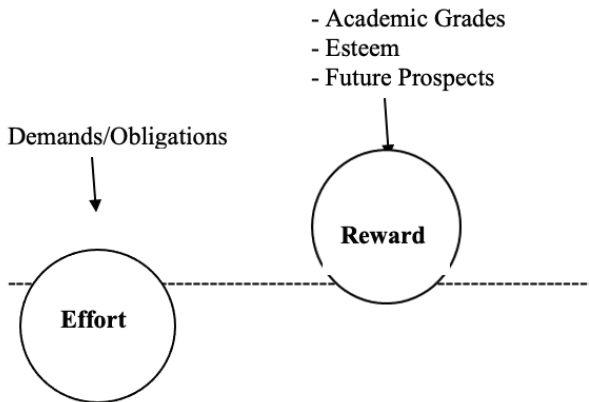 - Academic Grades
- Esteem
- Future Prospects
Demands/Obligations
Reward
Effort